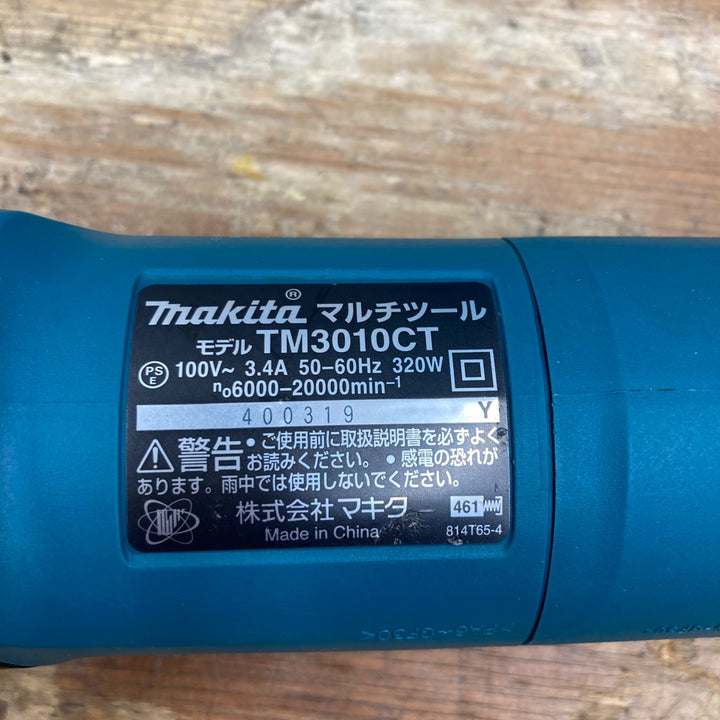 makita® マルチツール
モデル TM3010CT
PS E 100V~ 3.4A 50-60Hz 320W
n₀6000-20000min⁻¹
400319 Y
警告 • ご使用前に取扱説明書を必ずよく
お読みください。 • 感電の恐れが
あります。雨中では使用しないでください。
株式会社 マキタ 461
Made in China 814T65-4
>PA6-GF30<